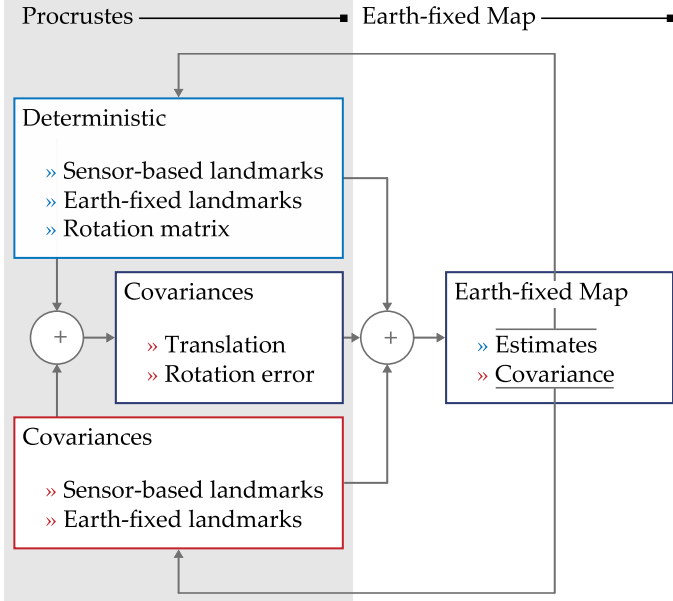 Procrustes
Earth-fixed Map
Deterministic
» Sensor-based landmarks
» Earth-fixed landmarks
» Rotation matrix
Covariances
» Translation
» Rotation error
+
+
Earth-fixed Map
» Estimates
» Covariance
Covariances
» Sensor-based landmarks
» Earth-fixed landmarks